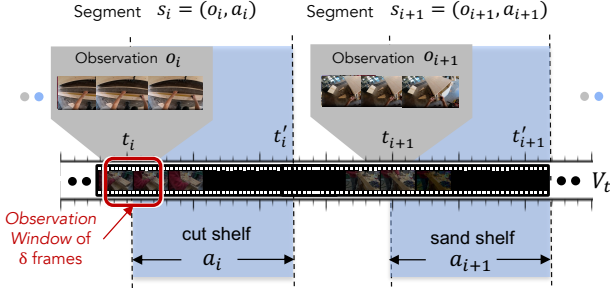 Segment s_i = (o_i, a_i) Segment s_{i+1} = (o_{i+1}, a_{i+1})
Observation o_i Observation o_{i+1}
t_i t'_i t_{i+1} t'_{i+1}
V_t
Observation
Window of
δ frames
cut shelf sand shelf
a_i a_{i+1}